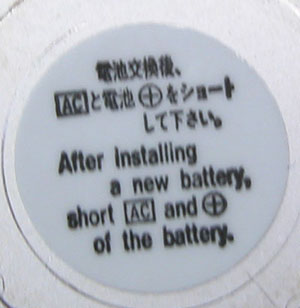 電池交換後、
ACと電池⊕をショート
して下さい。
After installing
a new battery,
short AC and ⊕
of the battery.